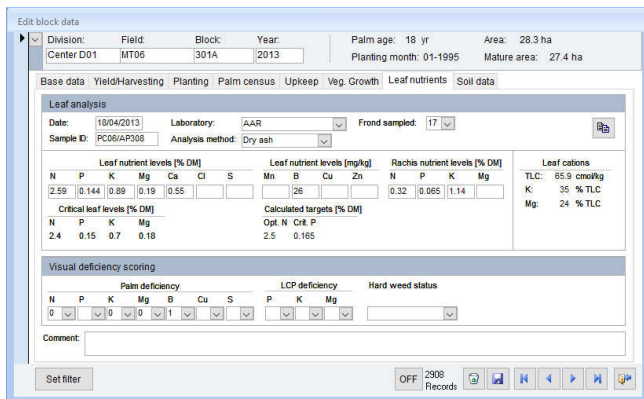 Edit block data
Division: Field: Block: Year: Palm age: 18 yr Area: 28.3 ha
Center D01 MT06 301A 2013 Planting month: 01-1995 Mature area: 27.4 ha
Base data Yield/Harvesting Planting Palm census Upkeep Veg. Growth Leaf nutrients Soil data
Leaf analysis
Date: 18/04/2013 Laboratory: AAR Frond sampled: 17
Sample ID: PC06/AP308 Analysis method: Dry ash
Leaf nutrient levels [% DM] Leaf nutrient levels [mg/kg] Rachis nutrient levels [% DM] Leaf cations
N P K Mg Ca Cl S Mn B Cu Zn N P K Mg TLC: 65.9 cmol/kg
2.59 0.144 0.89 0.19 0.55 26 0.32 0.065 1.14 K: 35 % TLC
Critical leaf levels [% DM] Calculated targets [% DM] Mg: 24 % TLC
N P K Mg Opt. N Crit. P
2.4 0.15 0.7 0.18 2.5 0.165
Visual deficiency scoring
Palm deficiency LCP deficiency Hard weed status
N P K Mg B Cu S P K Mg
0 0 0 1
Comment:
Set filter OFF 2908 Records